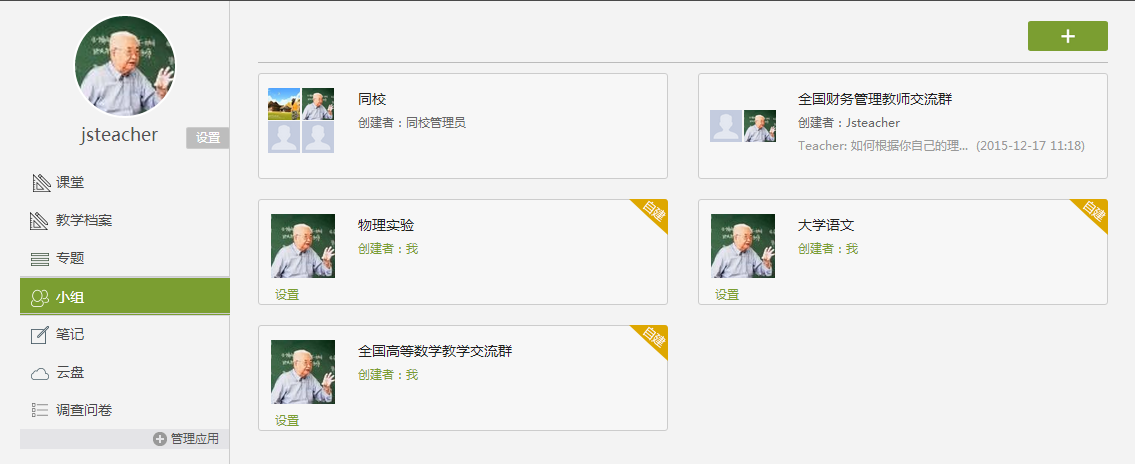 jsteacher
设置
课堂
教学档案
专题
小组
笔记
云盘
调查问卷
管理应用
同校
创建者：同校管理员
全国财务管理教师交流群
创建者：Jsteacher
Teacher: 如何根据你自己的理... (2015-12-17 11:18)
自建
物理实验
创建者：我
设置
自建
大学语文
创建者：我
设置
自建
全国高等数学教学交流群
创建者：我
设置